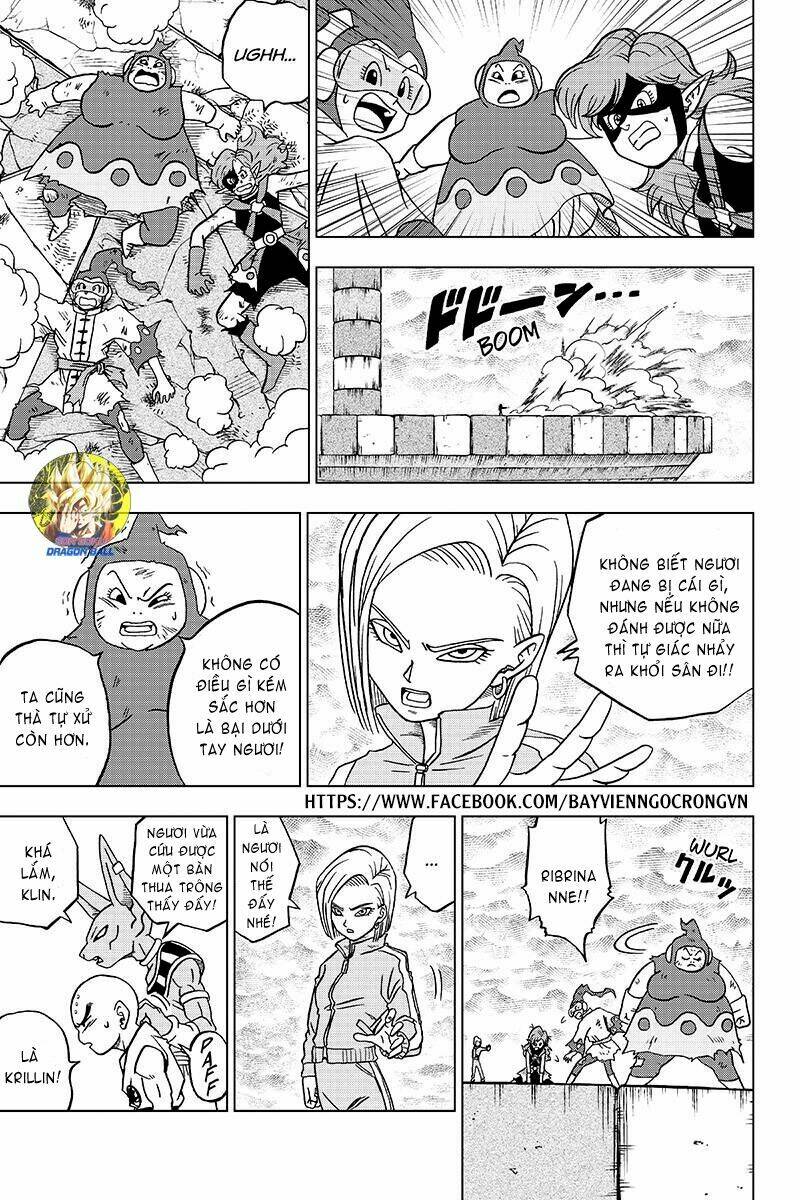 UGHH...
ドドーン...
BOOM
KHÔNG BIẾT NGƯƠI
ĐANG BỊ CÁI GÌ,
NHƯNG NẾU KHÔNG
ĐÁNH ĐƯỢC NỮA
THÌ TỰ GIÁC NHẢY
RA KHỎI SÂN ĐI!!
KHÔNG CÓ
ĐIỀU GÌ KÉM
SẮC HƠN
LÀ BẠI DƯỚI
TAY NGƯƠI!
TA CŨNG
THÀ TỰ XỬ
CÒN HƠN.
DRAGON BALL
HTTPS://WWW.FACEBOOK.COM/BAYVIENNGOCRONGVN
WURL
クルッ
RIBRINA
NNE!!
...
LÀ
NGƯƠI
NÓI
THẾ
ĐẤY
NHÉ!
NGƯƠI VỪA
CỨU ĐƯỢC
MỘT BÀN
THUA TRÔNG
THẤY ĐẤY!
KHÁ
LẮM,
KLIN.
PAFF
LÀ
KRILLIN!